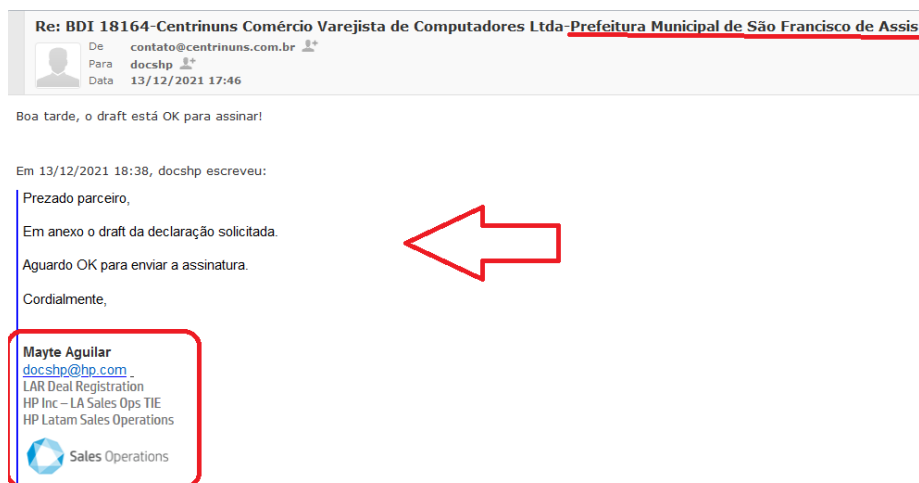 Re: BDI 18164-Centrinuns Comércio Varejista de Computadores Ltda-Prefeitura Municipal de São Francisco de Assis
De contato@centrinuns.com.br
Para docshp
Data 13/12/2021 17:46
Boa tarde, o draft está OK para assinar!
Em 13/12/2021 18:38, docshp escreveu:
Prezado parceiro,
Em anexo o draft da declaração solicitada.
Aguardo OK para enviar a assinatura.
Cordialmente,
Mayte Aguilar
docshp@hp.com
LAR Deal Registration
HP Inc – LA Sales Ops TIE
HP Latam Sales Operations
Sales Operations